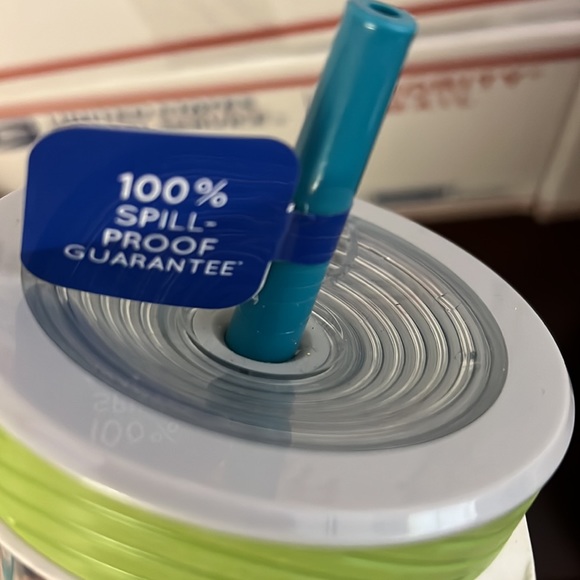 100%
SPILL-
PROOF
GUARANTEE*